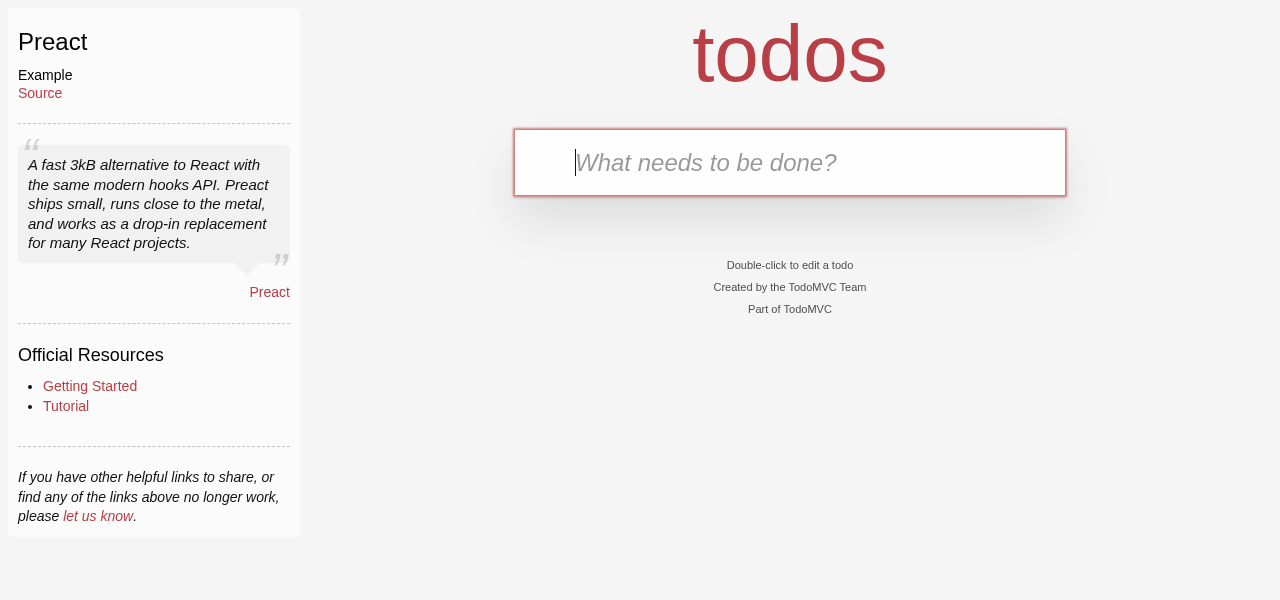 Preact
Example
Source
“
A fast 3kB alternative to React with
the same modern hooks API. Preact
ships small, runs close to the metal,
and works as a drop-in replacement
for many React projects.
”
Preact
Official Resources
• Getting Started
• Tutorial
If you have other helpful links to share, or
find any of the links above no longer work,
please let us know.
todos
What needs to be done?
Double-click to edit a todo
Created by the TodoMVC Team
Part of TodoMVC